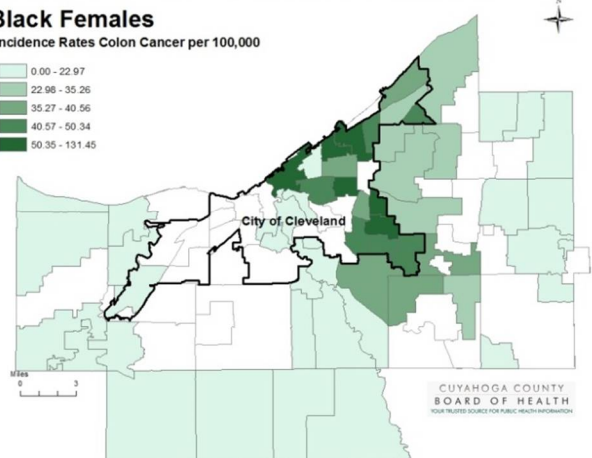 Black Females
Incidence Rates Colon Cancer per 100,000
0.00 - 22.97
22.98 - 35.26
35.27 - 40.56
40.57 - 50.34
50.35 - 131.45
City of Cleveland
Miles
0 3
CUYAHOGA COUNTY
BOARD OF HEALTH
YOUR TRUSTED SOURCE FOR PUBLIC HEALTH INFORMATION